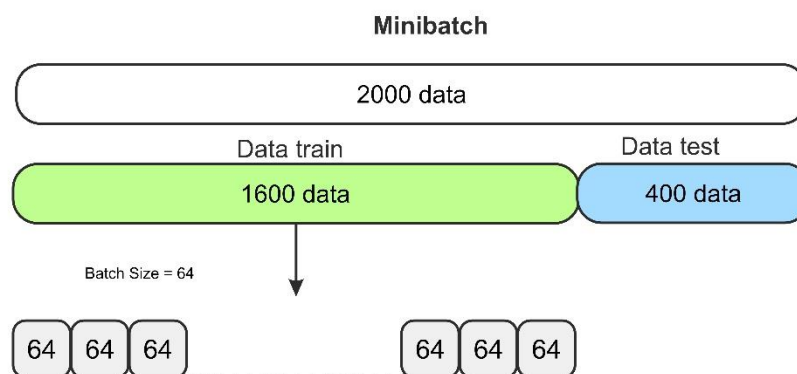 Minibatch
2000 data
Data train Data test
1600 data 400 data
Batch Size = 64
64 64 64 64 64 64